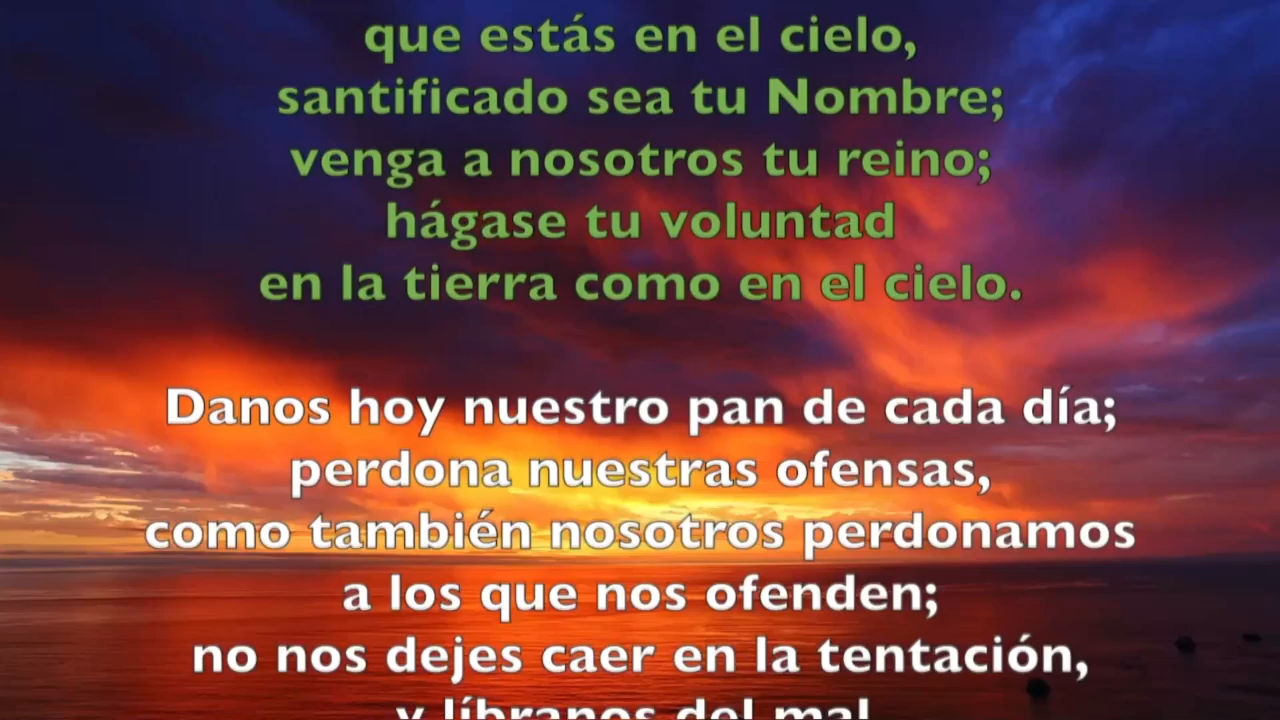 que estás en el cielo,
santificado sea tu Nombre;
venga a nosotros tu reino;
hágase tu voluntad
en la tierra como en el cielo.
Danos hoy nuestro pan de cada día;
perdona nuestras ofensas,
como también nosotros perdonamos
a los que nos ofenden;
no nos dejes caer en la tentación,
y líbranos del mal